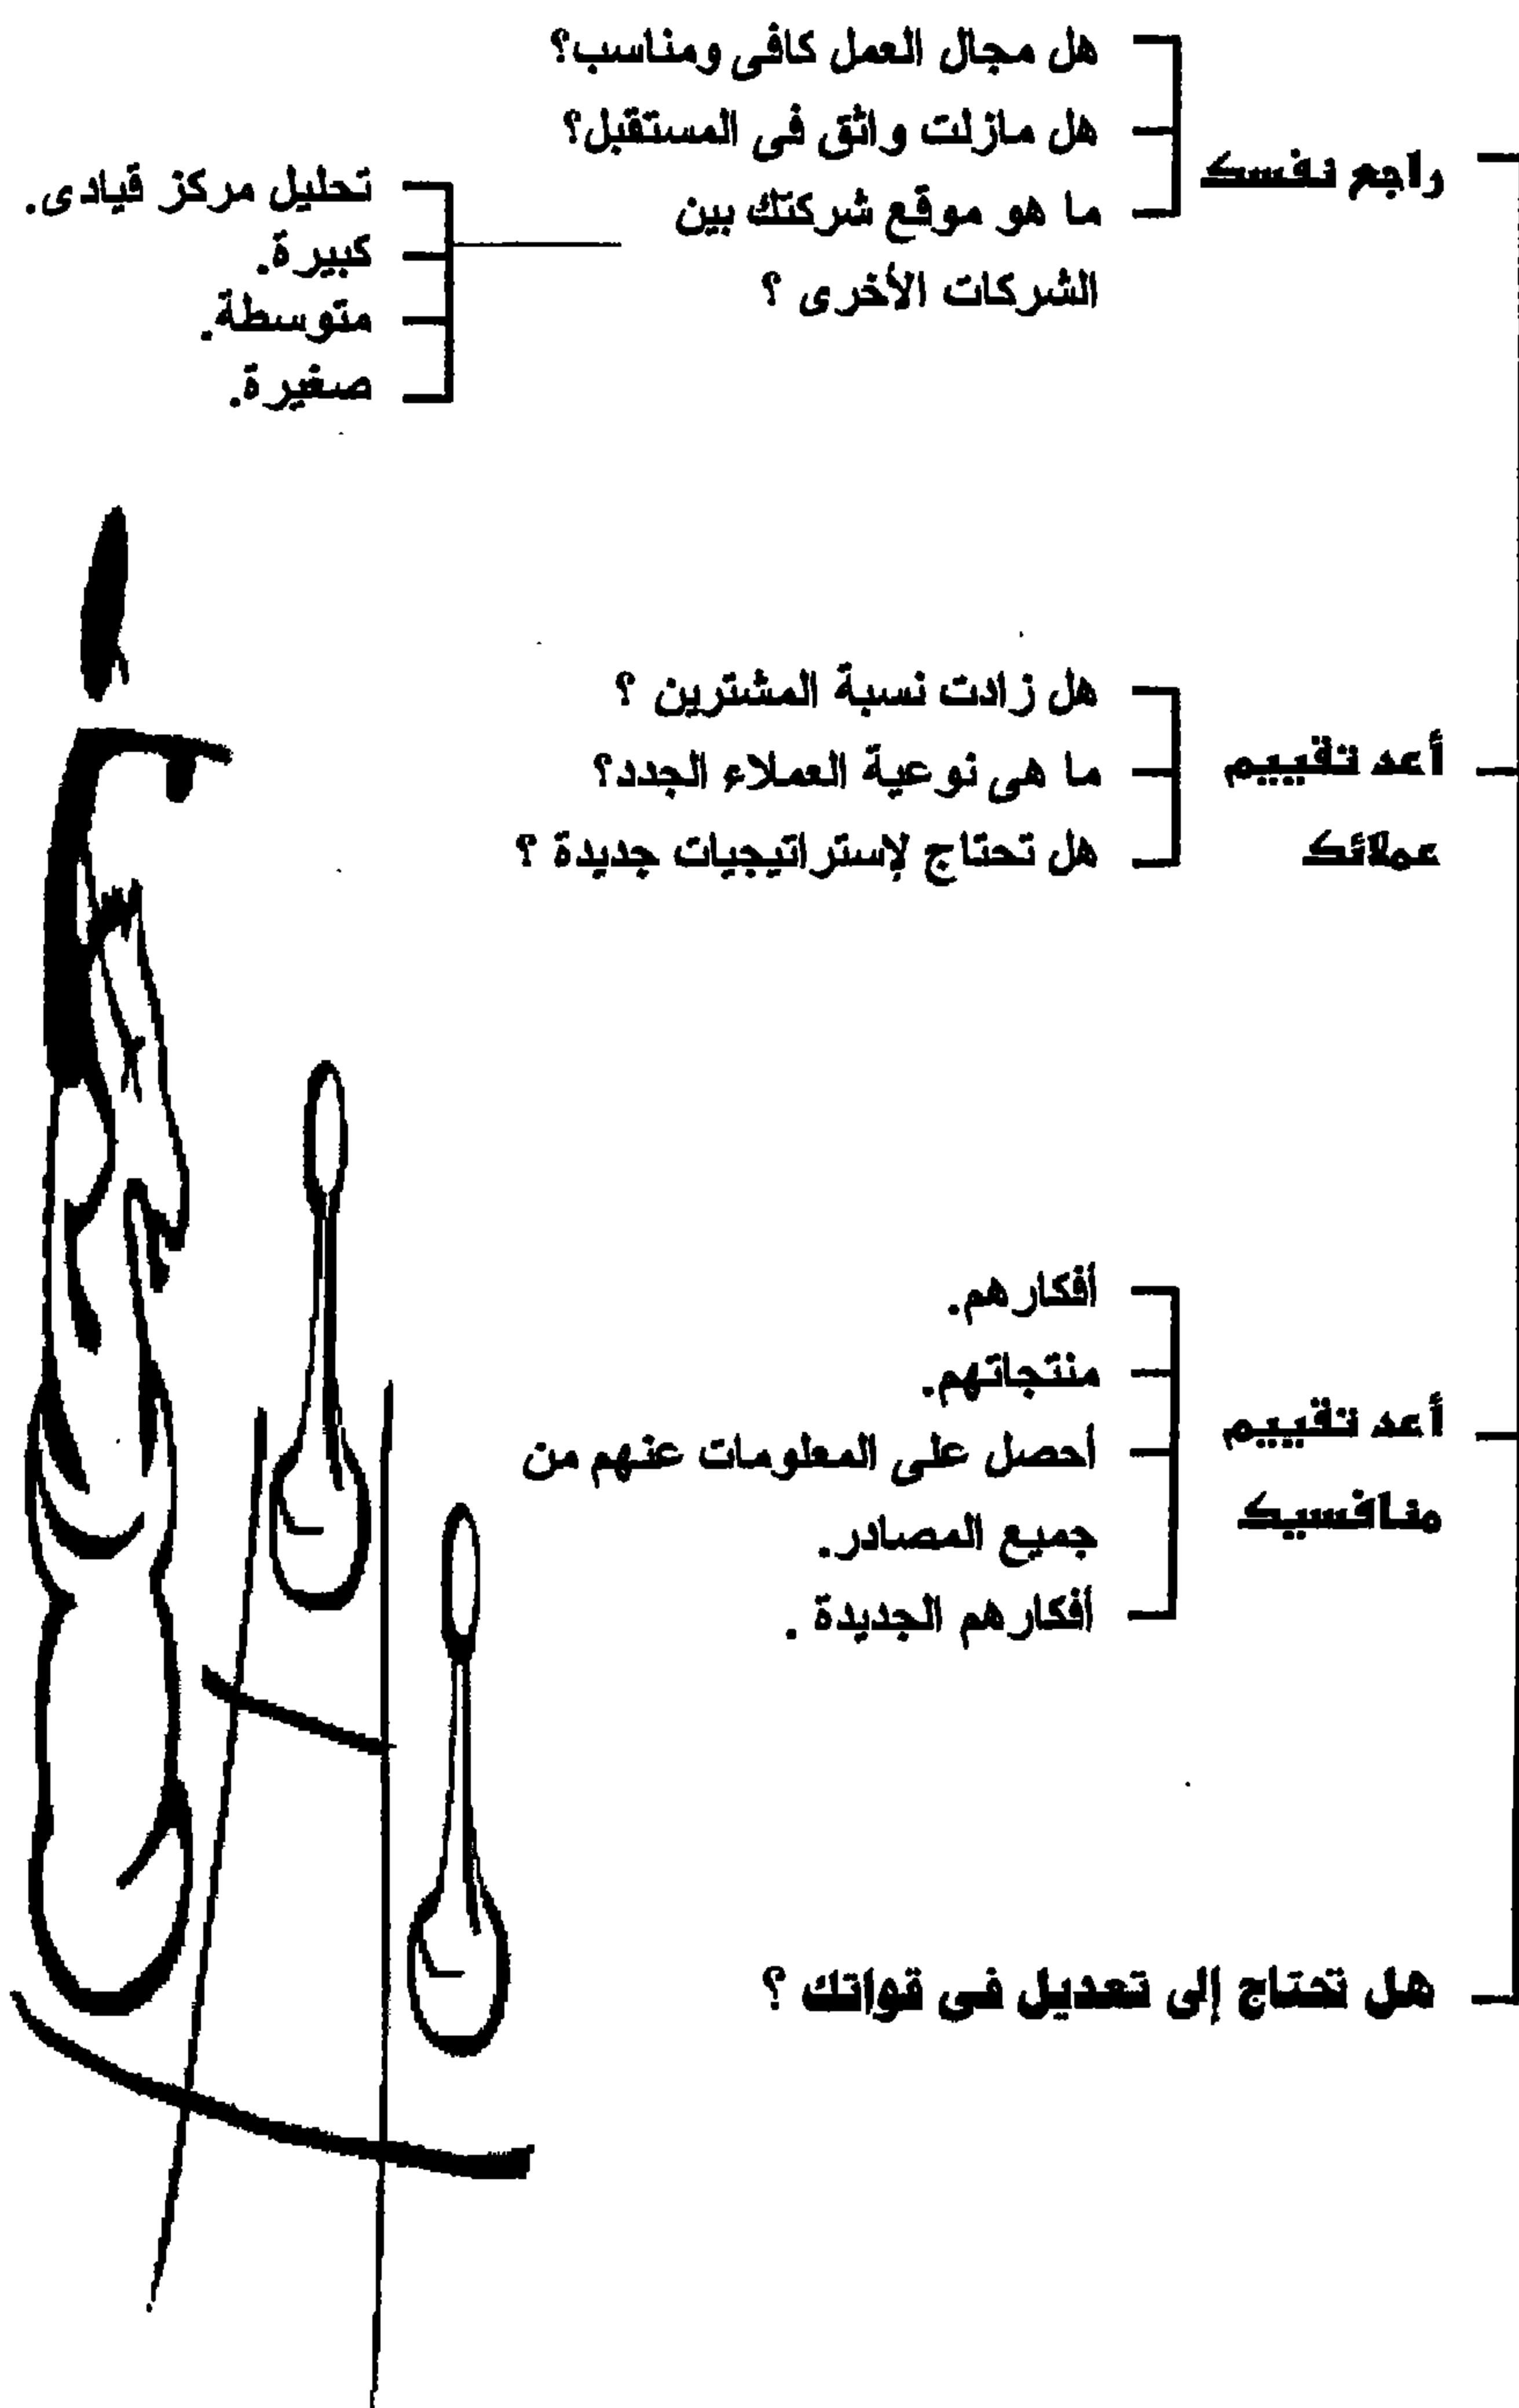 راجع نفسك
هل مجال العمل كافى ومناسب؟
هل مازلت واثق فى المستقبل؟
ما هو موقع شركتك بين
الشركات الأخرى ؟
تحليل مركز قيادى.
كبيرة.
متوسطة.
صغيرة.
أعد تقييم
عملائك
هل زادت نسبة المشترين ؟
ما هى نوعية العملاء الجدد؟
هل تحتاج لإستراتيجيات جديدة ؟
أعد تقييم
منافسيك
أفكارهم.
منتجاتهم.
أحصل على المعلومات عنهم من
جميع المصادر.
أفكارهم الجديدة .
هل تحتاج إلى تعديل فى قواتك ؟